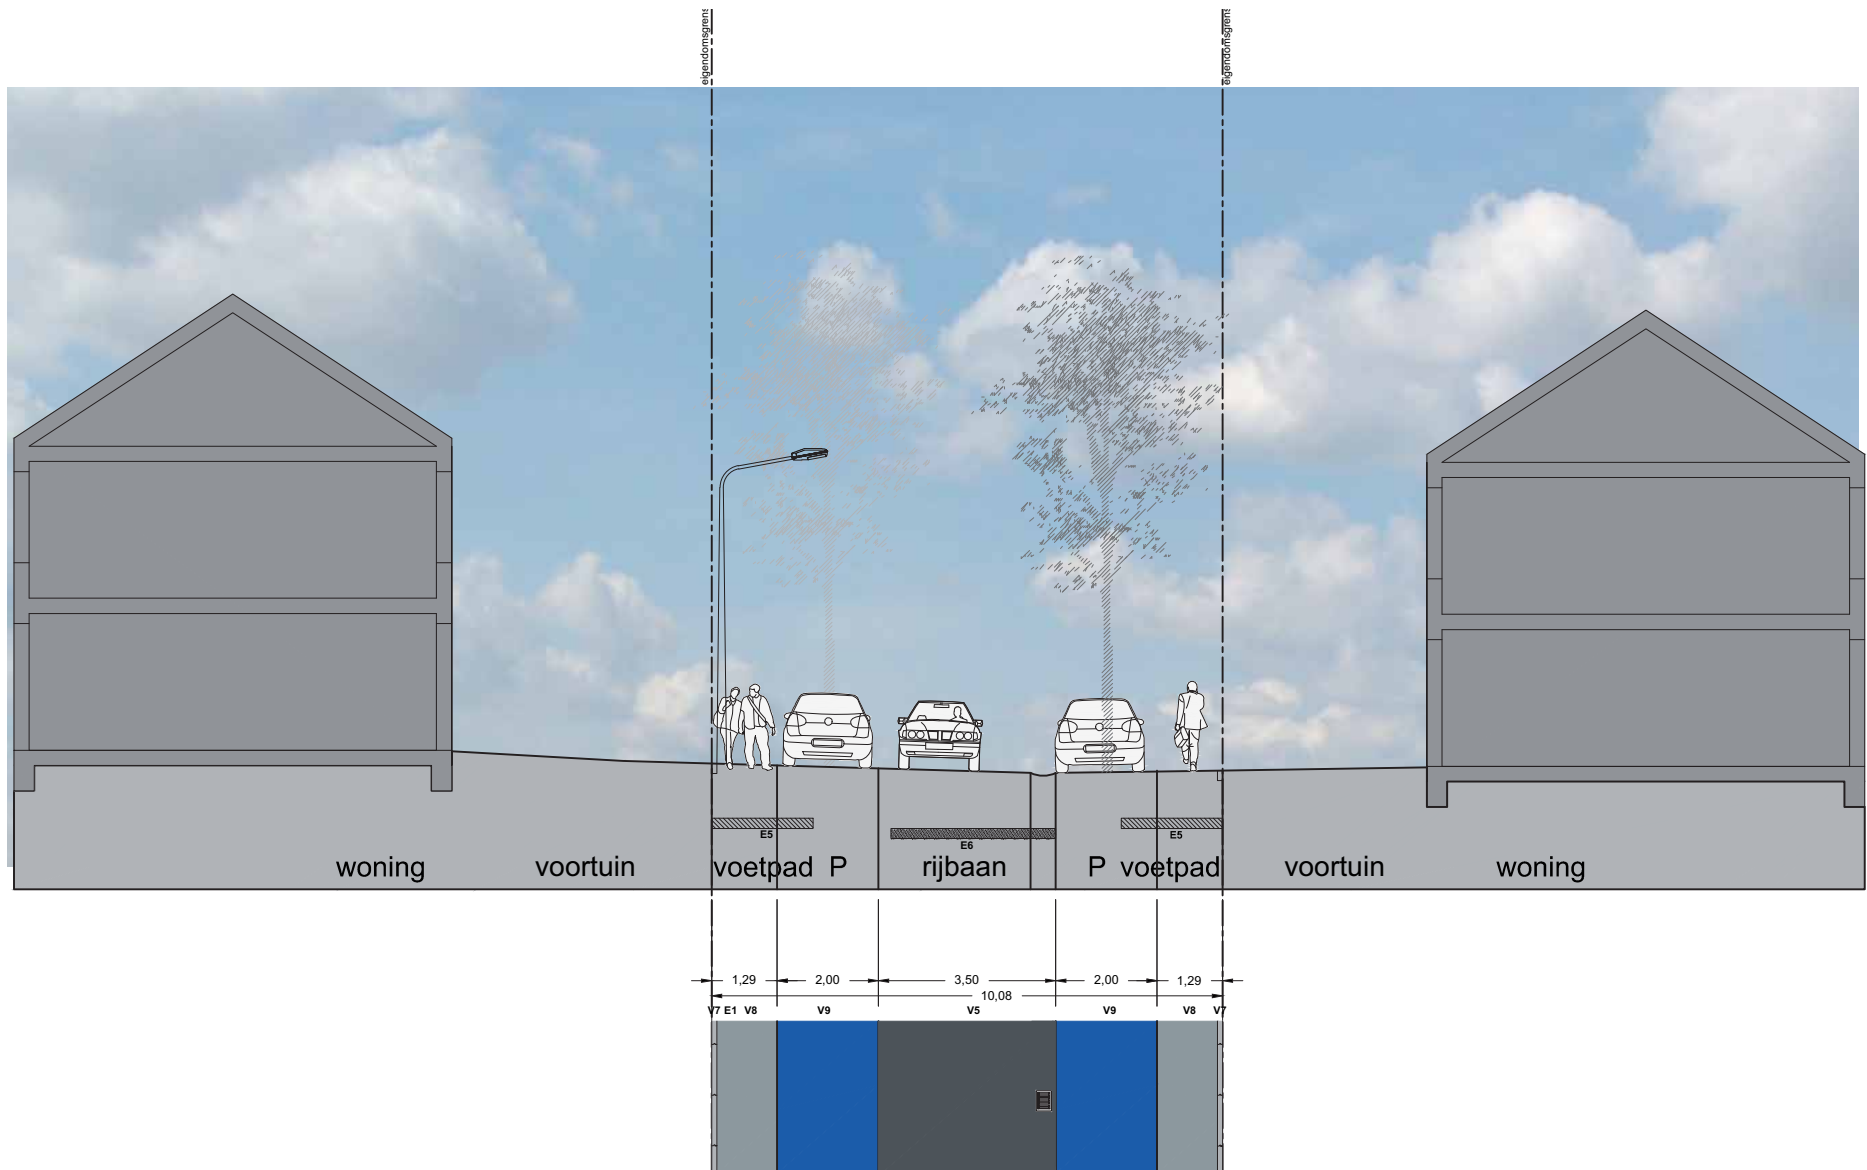 eigendomsgrens
eigendomsgrens
E5
E6
E5
woning voortuin voetpad P rijbaan P voetpad voortuin woning
1,29 2,00 3,50 2,00 1,29
10,08
V7 E1 V8 V9 V5 V9 V8 V7